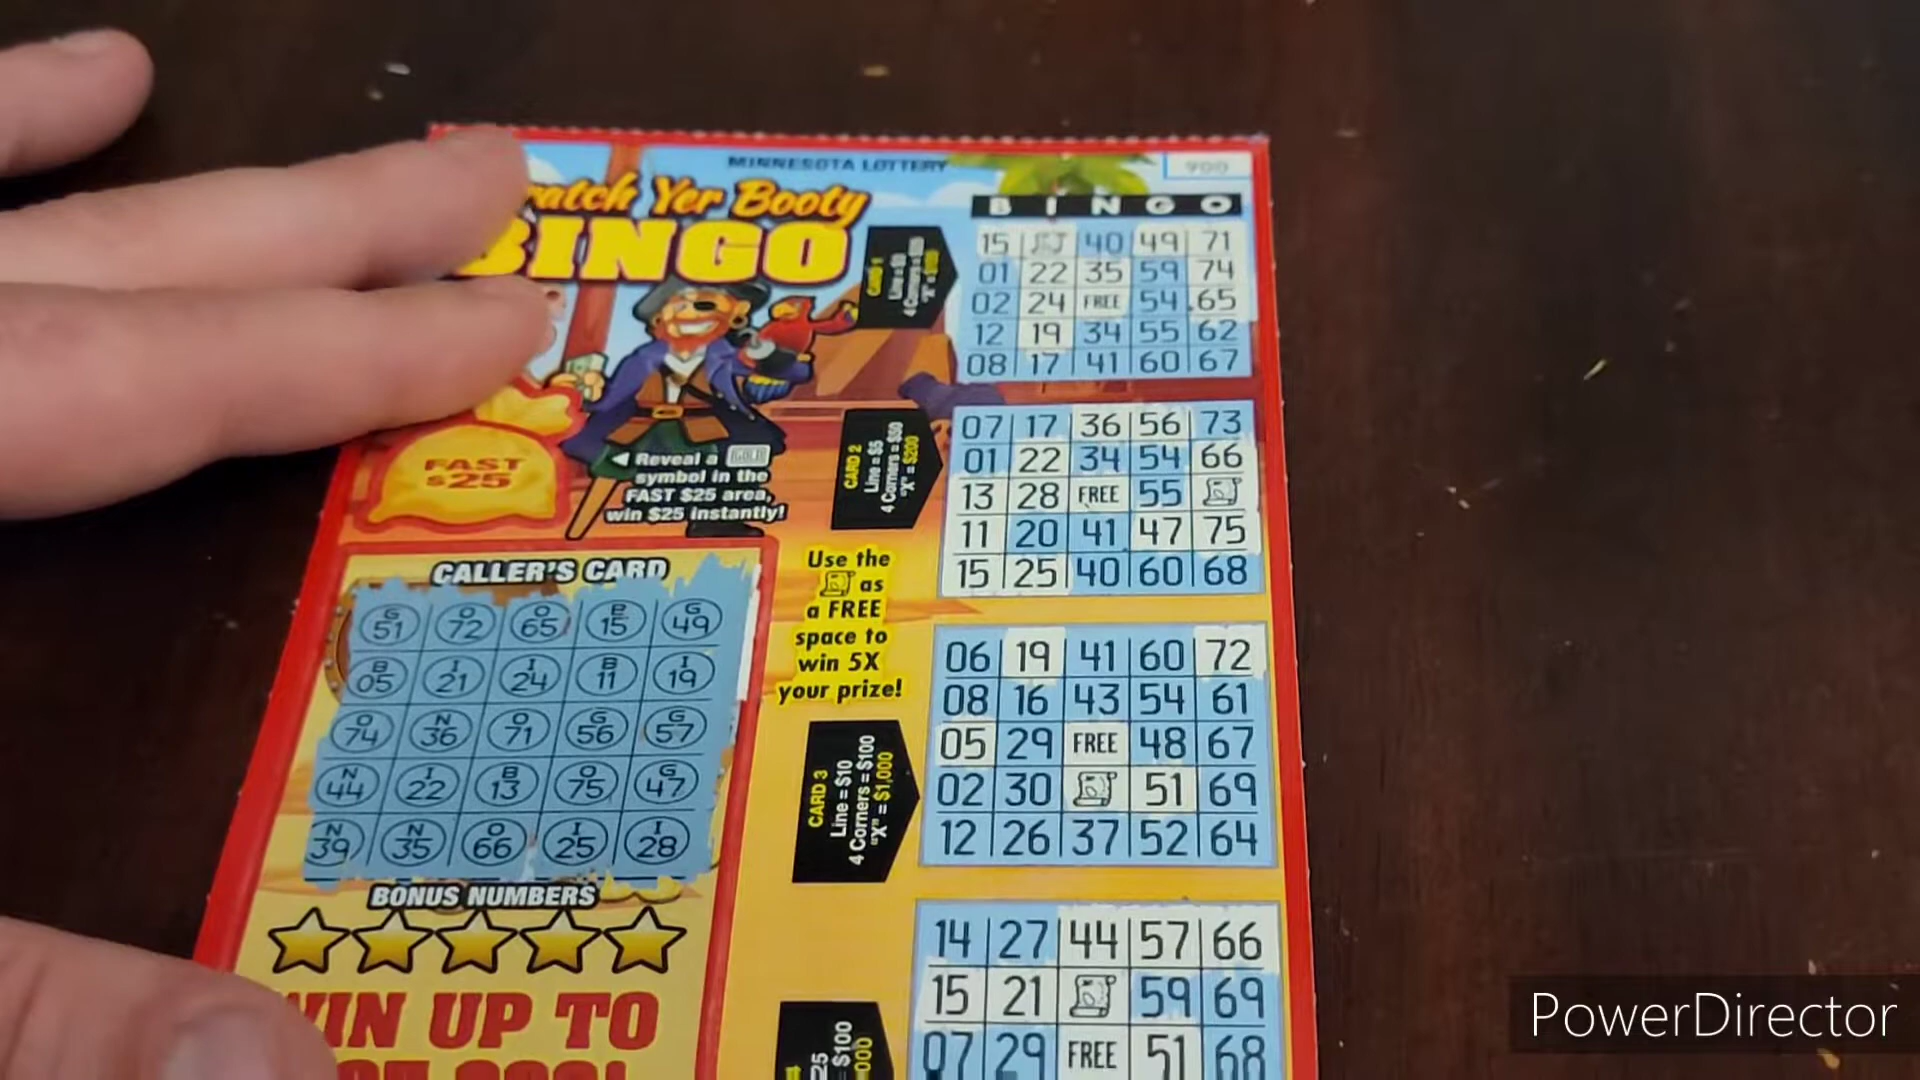 MINNESOTA LOTTERY
900
Yer Booty
BINGO
FAST
$25
Reveal a GOLD
symbol in the
FAST $25 area,
win $25 instantly!
CALLER'S CARD
G 51 O 72 O 65 B 15 G 49
B 05 I 21 I 24 B 11 I 19
O 74 N 36 O 71 G 56 G 57
N 44 I 22 B 13 O 75 G 47
N 39 N 35 O 66 I 25 I 28
BONUS NUMBERS
WIN UP TO
Use the
as
a FREE
space to
win 5X
your prize!
B I N G O
CARD 1
15 40 49 71
01 22 35 59 74
02 24 FREE 54 65
12 19 34 55 62
08 17 41 60 67
CARD 2
Line = $5
4 Corners = $50
"X" = $200
07 17 36 56 73
01 22 34 54 66
13 28 FREE 55
11 20 41 47 75
15 25 40 60 68
CARD 3
Line = $10
4 Corners = $100
"X" = $1,000
06 19 41 60 72
08 16 43 54 61
05 29 FREE 48 67
02 30 51 69
12 26 37 52 64
14 27 44 57 66
15 21 59 69
07 29 FREE 51 68
PowerDirector